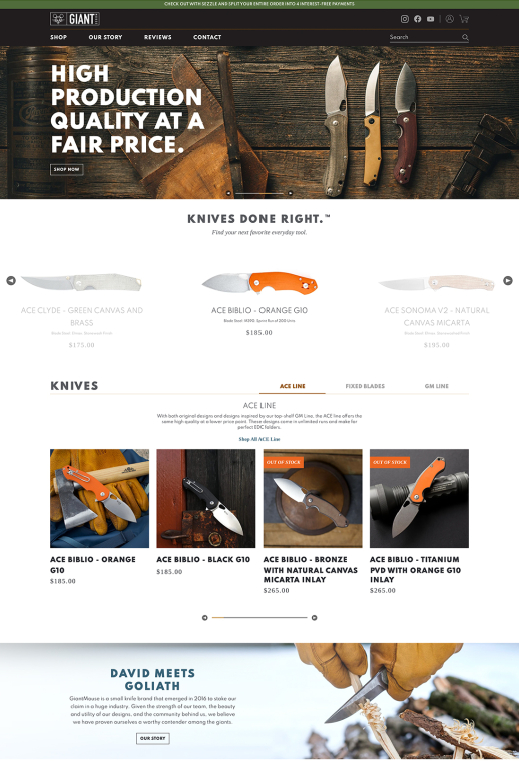 CHECK OUT WITH SEZZLE AND SPLIT YOUR ENTIRE ORDER INTO 4 INTEREST-FREE PAYMENTS
GIANT
SHOP
OUR STORY
REVIEWS
CONTACT
Search
HIGH
PRODUCTION
QUALITY AT A
FAIR PRICE.
SHOP NOW
KNIVES DONE RIGHT.™
Find your next favorite everyday tool.
ACE CLYDE - GREEN CANVAS AND
BRASS
$175.00
ACE BIBLIO - ORANGE G10
$185.00
ACE SONOMA V2 - NATURAL
CANVAS MICARTA
$195.00
KNIVES
ACE LINE
FIXED BLADES
GM LINE
ACE LINE
With both original designs and designs inspired by our top-shelf GM Line, the ACE line offers the
same high quality at a lower price point. These designs come in unlimited runs and make for
perfect EDC folders.
Shop All ACE Line
OUT OF STOCK
OUT OF STOCK
ACE BIBLIO - ORANGE
G10
$185.00
ACE BIBLIO - BLACK G10
$185.00
ACE BIBLIO - BRONZE
WITH NATURAL CANVAS
MICARTA INLAY
$265.00
ACE BIBLIO - TITANIUM
PVD WITH ORANGE G10
INLAY
$265.00
DAVID MEETS
GOLIATH
GiantMouse is a small knife brand that emerged in 2016 to stake our
claim in a huge industry. Given the strength of our team, the beauty
and utility of our designs, and the community behind us, we believe
we have proven ourselves a worthy contender among the giants.
OUR STORY